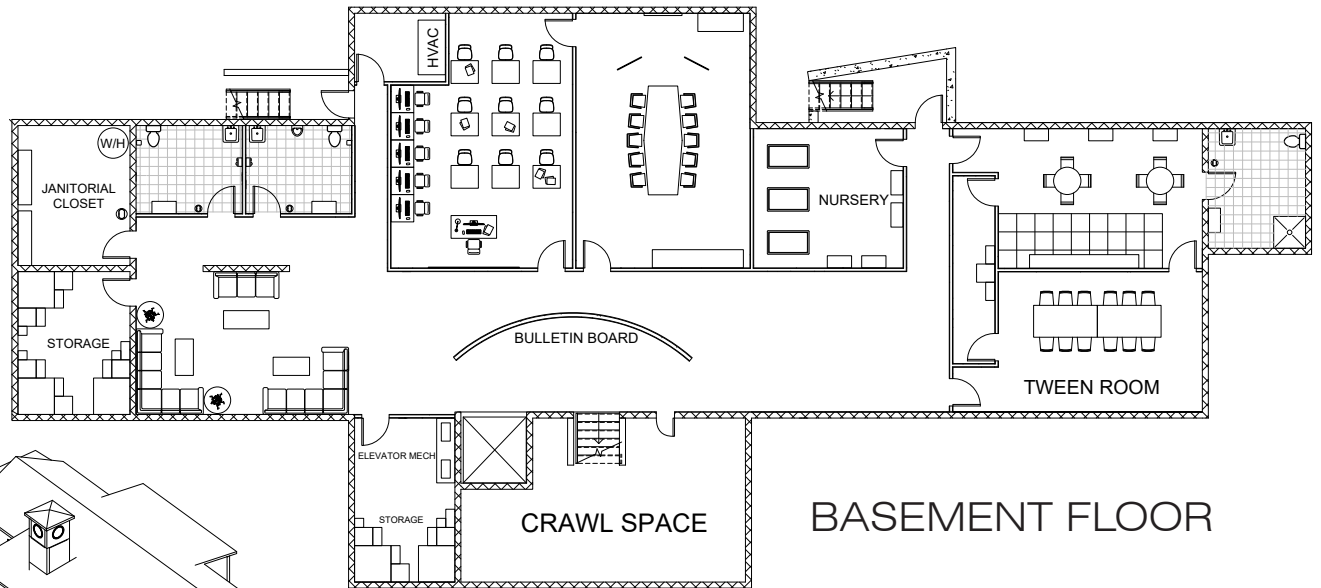 HVAC
W/H
JANITORIAL
CLOSET
NURSERY
STORAGE
BULLETIN BOARD
TWEEN ROOM
ELEVATOR MECH
STORAGE
CRAWL SPACE
BASEMENT FLOOR